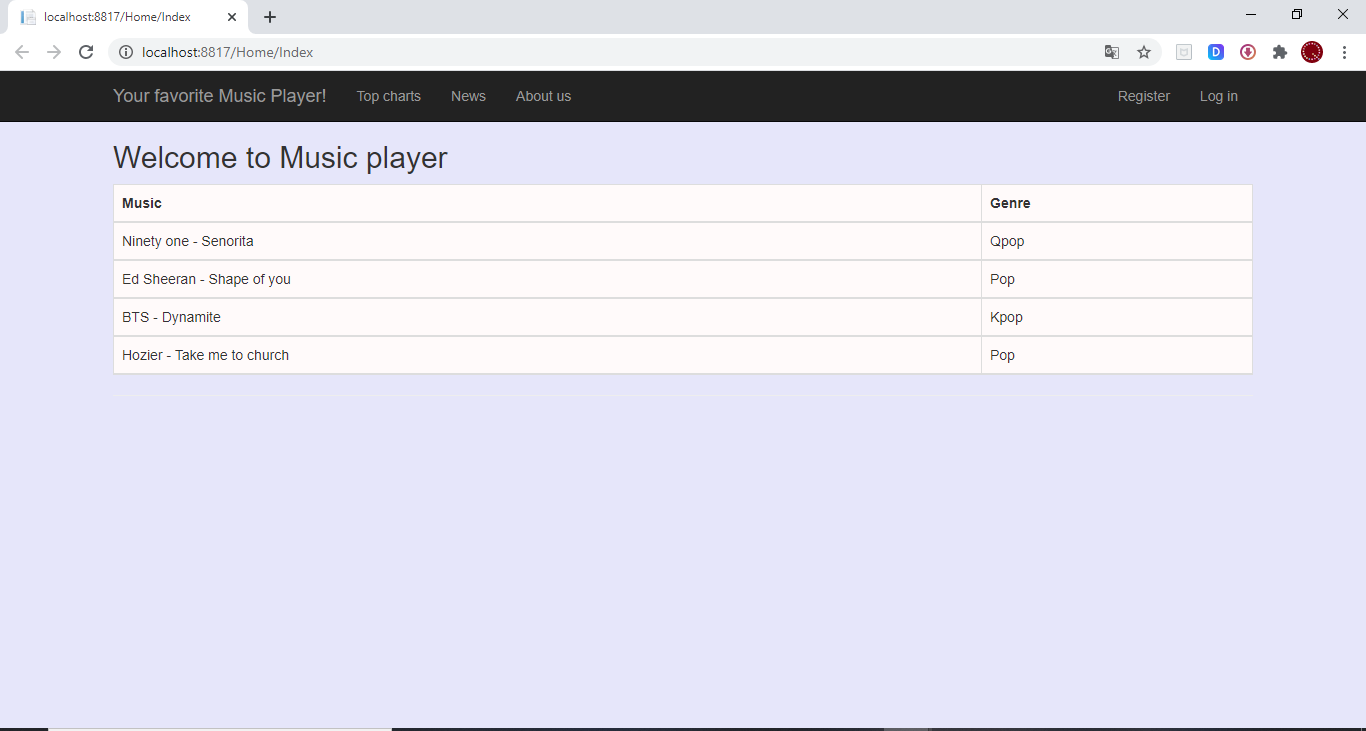 localhost:8817/Home/Index
localhost:8817/Home/Index
D
Your favorite Music Player! Top charts News About us Register Log in
Welcome to Music player
Music Genre
Ninety one - Senorita Qpop
Ed Sheeran - Shape of you Pop
BTS - Dynamite Kpop
Hozier - Take me to church Pop